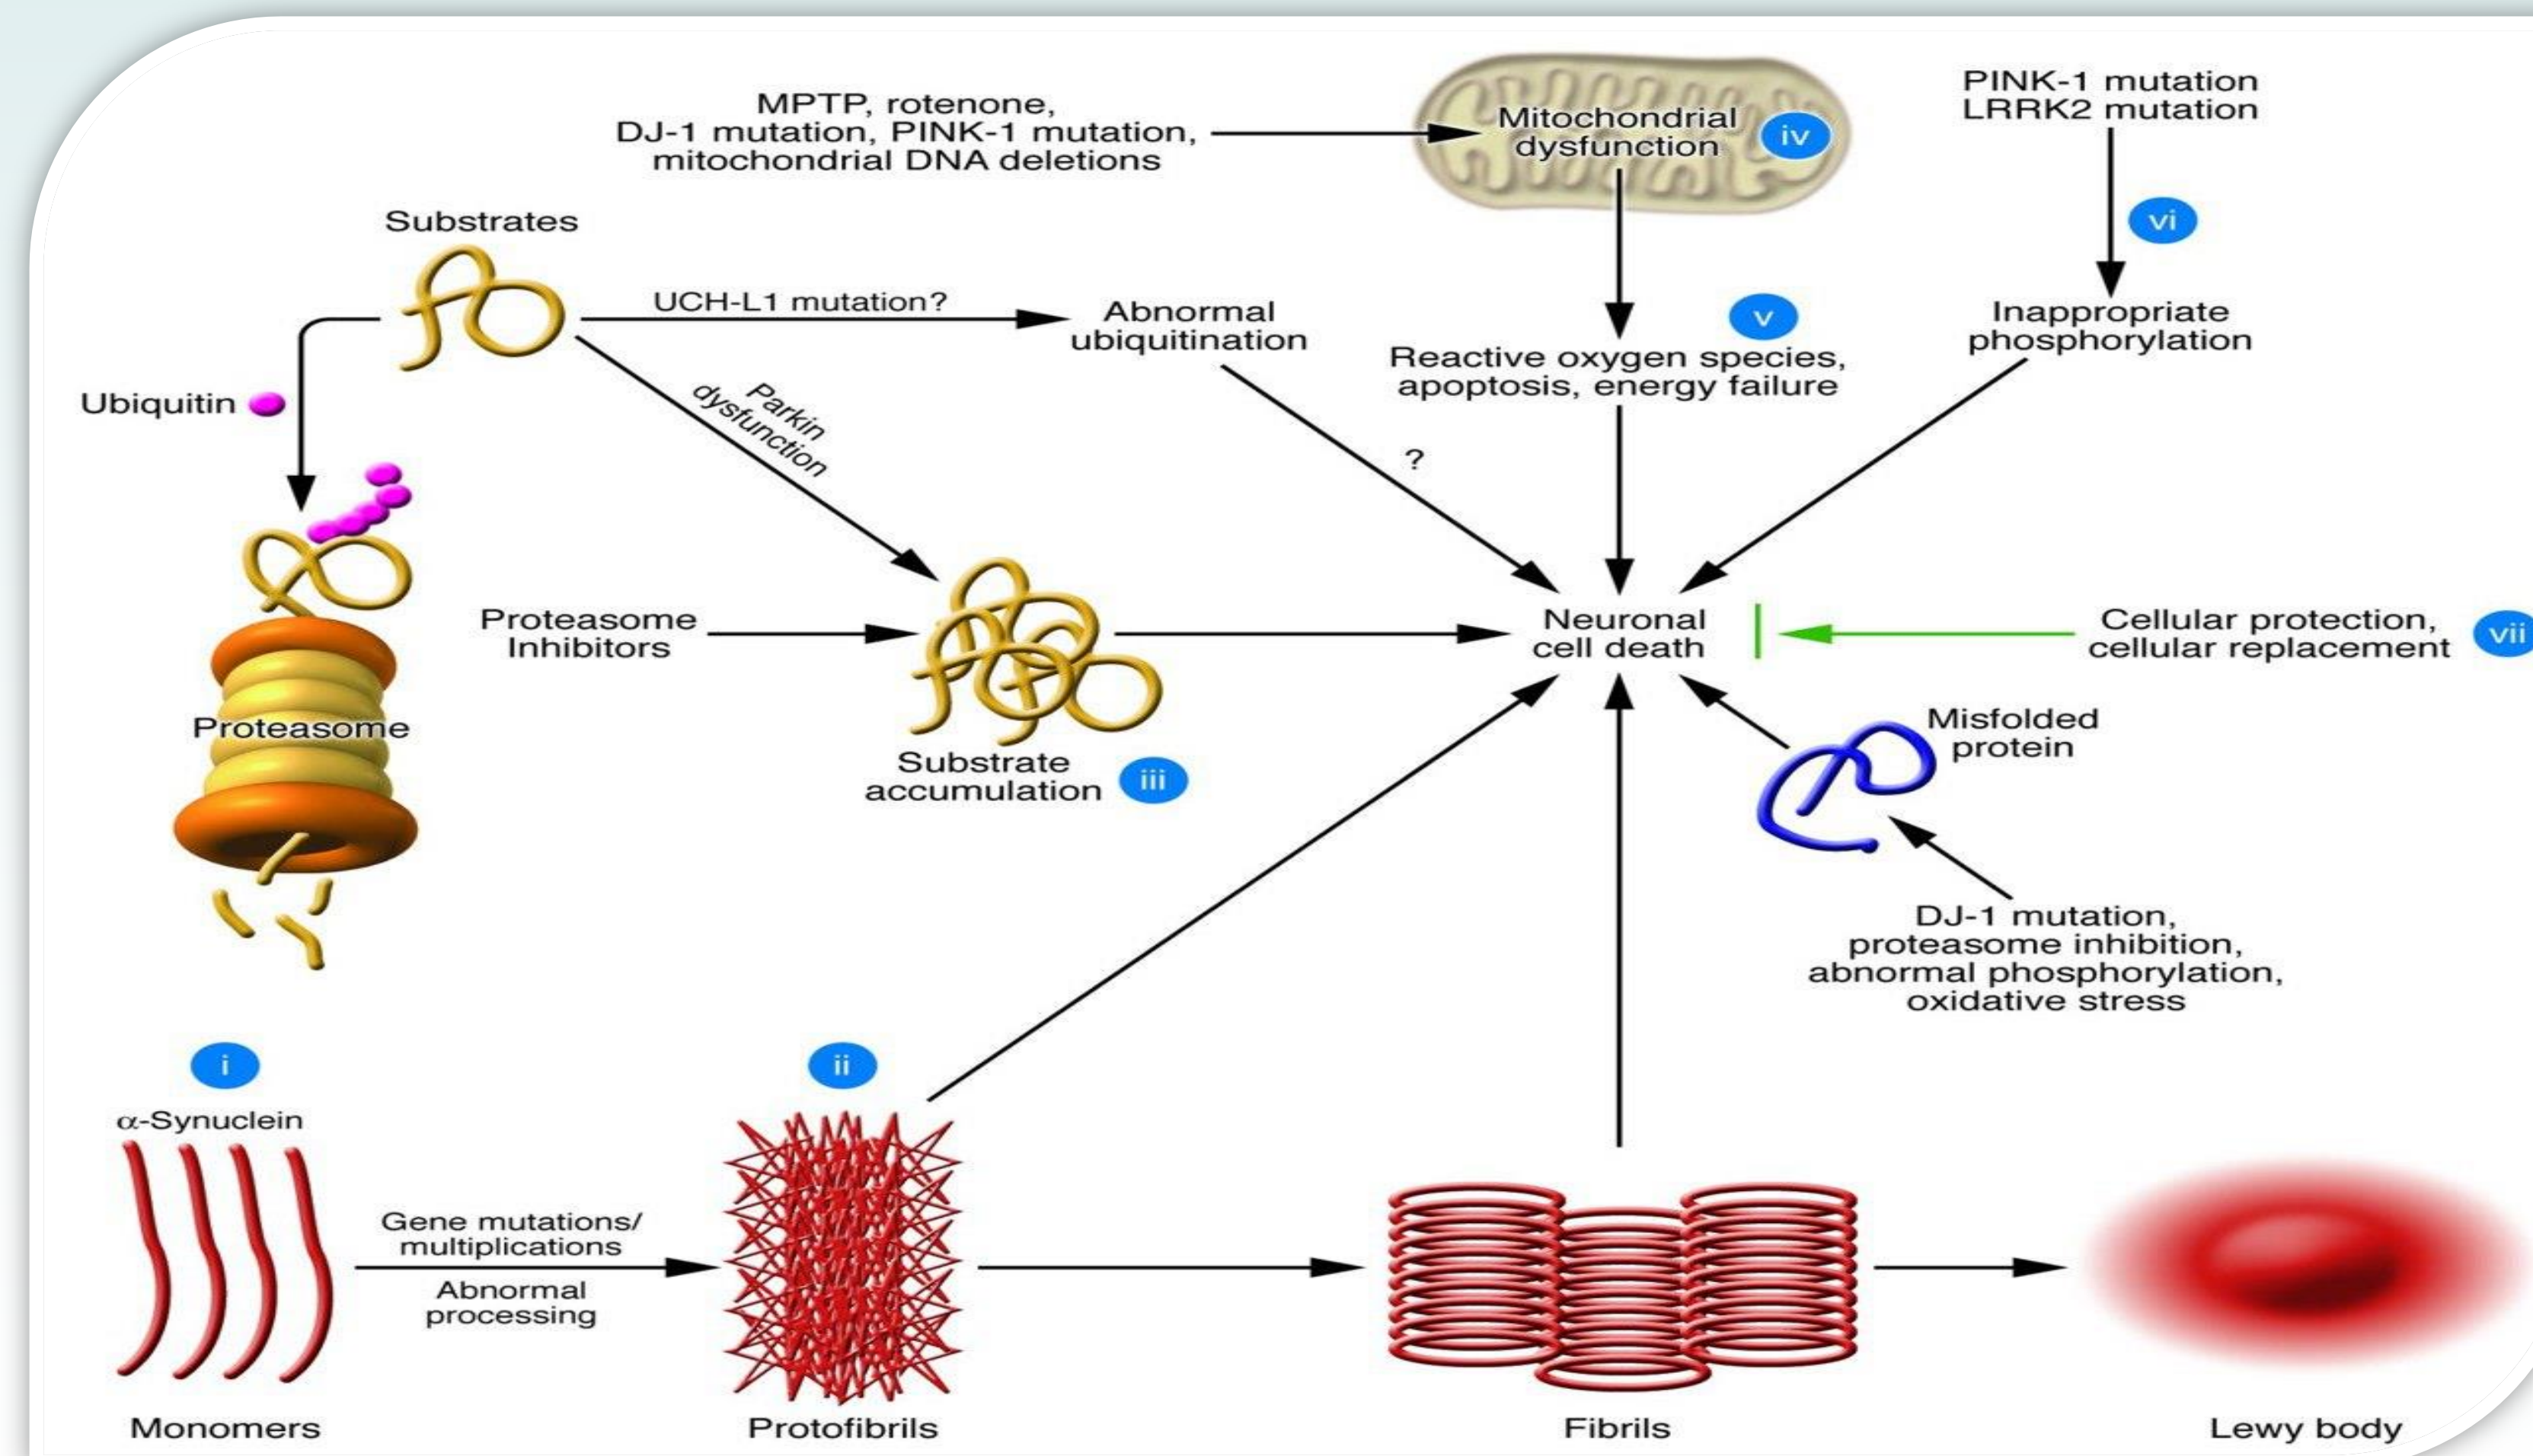 MPTP, rotenone,
DJ-1 mutation, PINK-1 mutation,
mitochondrial DNA deletions
Mitochondrial
dysfunction
iv
PINK-1 mutation
LRRK2 mutation
vi
Substrates
UCH-L1 mutation?
Abnormal
ubiquitination
v
Reactive oxygen species,
apoptosis, energy failure
Inappropriate
phosphorylation
Ubiquitin
Parkin
dysfunction
?
Proteasome
Inhibitors
Neuronal
cell death
Cellular protection,
cellular replacement
vii
Proteasome
Substrate
accumulation
iii
Misfolded
protein
DJ-1 mutation,
proteasome inhibition,
abnormal phosphorylation,
oxidative stress
i
ii
α-Synuclein
Gene mutations/
multiplications
Abnormal
processing
Monomers
Protofibrils
Fibrils
Lewy body